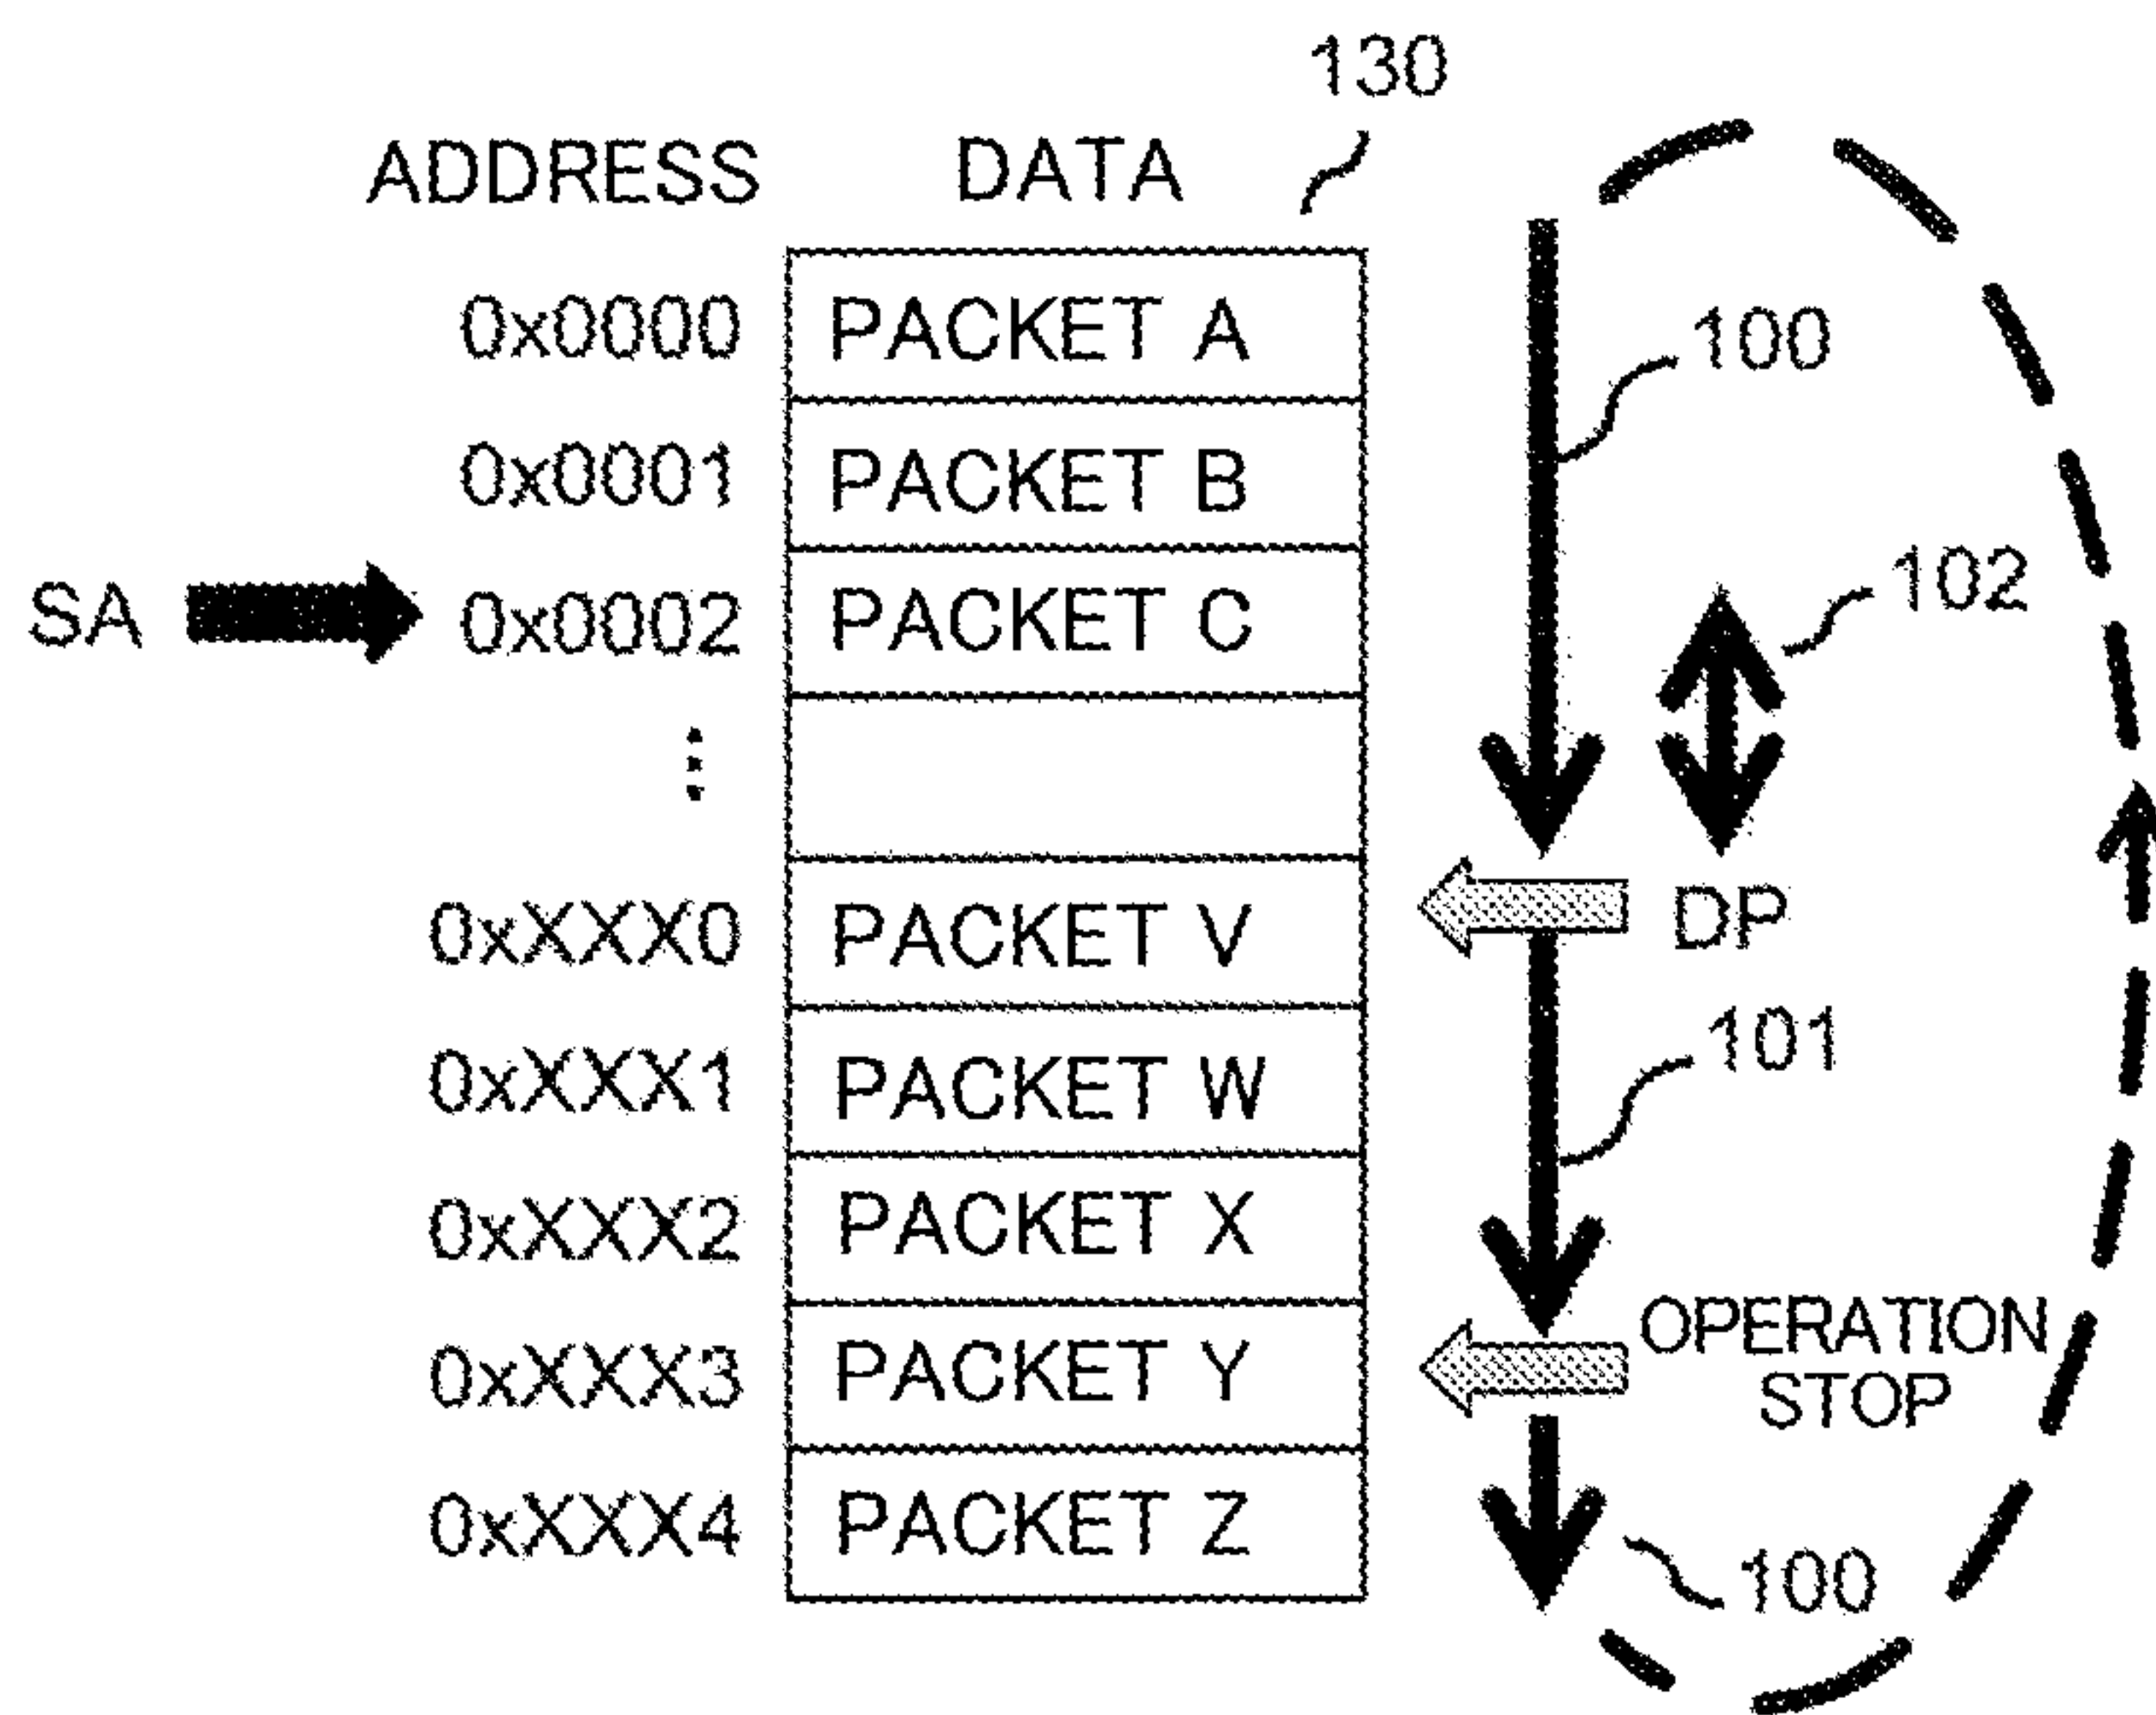 130
ADDRESS DATA
0x0000 PACKET A
100
0x0001 PACKET B
102
SA 0x0002 PACKET C
⋮
0xXXX0 PACKET V DP
101
0xXXX1 PACKET W
0xXXX2 PACKET X
OPERATION
0xXXX3 PACKET Y
STOP
0xXXX4 PACKET Z
100